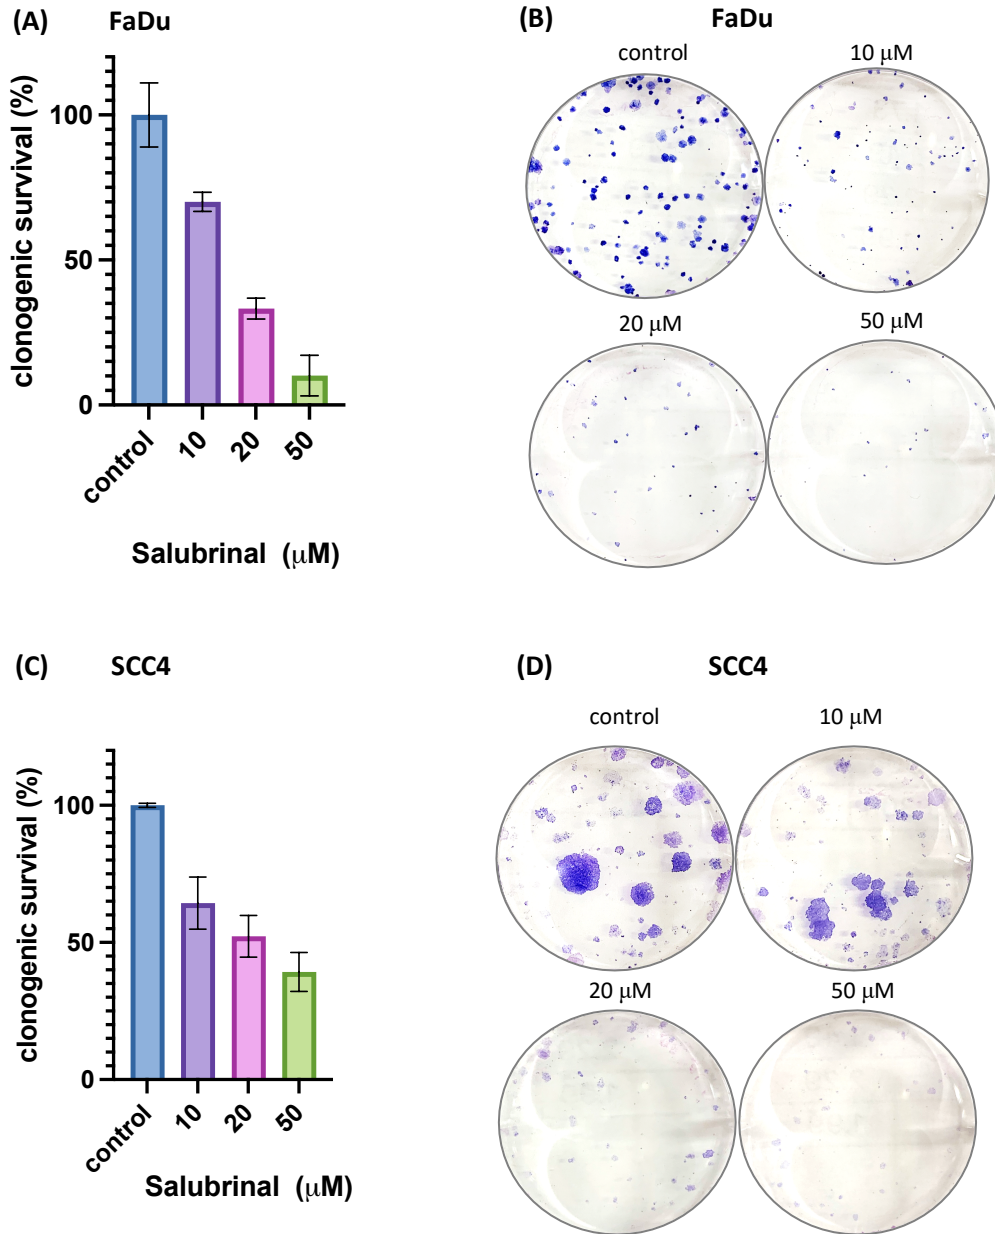 (A) FaDu
clonogenic survival (%)
100
50
0
control 10 20 50
Salubrinal (μM)
(B) FaDu
control 10 μM
20 μM 50 μM
(C) SCC4
clonogenic survival (%)
100
50
0
control 10 20 50
Salubrinal (μM)
(D) SCC4
control 10 μM
20 μM 50 μM